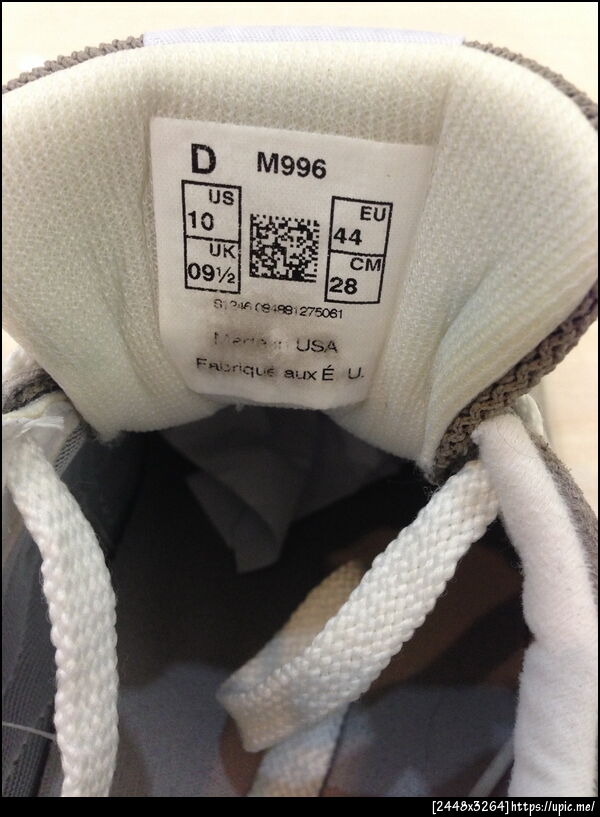 D M996
US
10
EU
44
UK
09½
CM
28
USA
Fabriqué aux É U.
[2448x3264]https://upic.me/